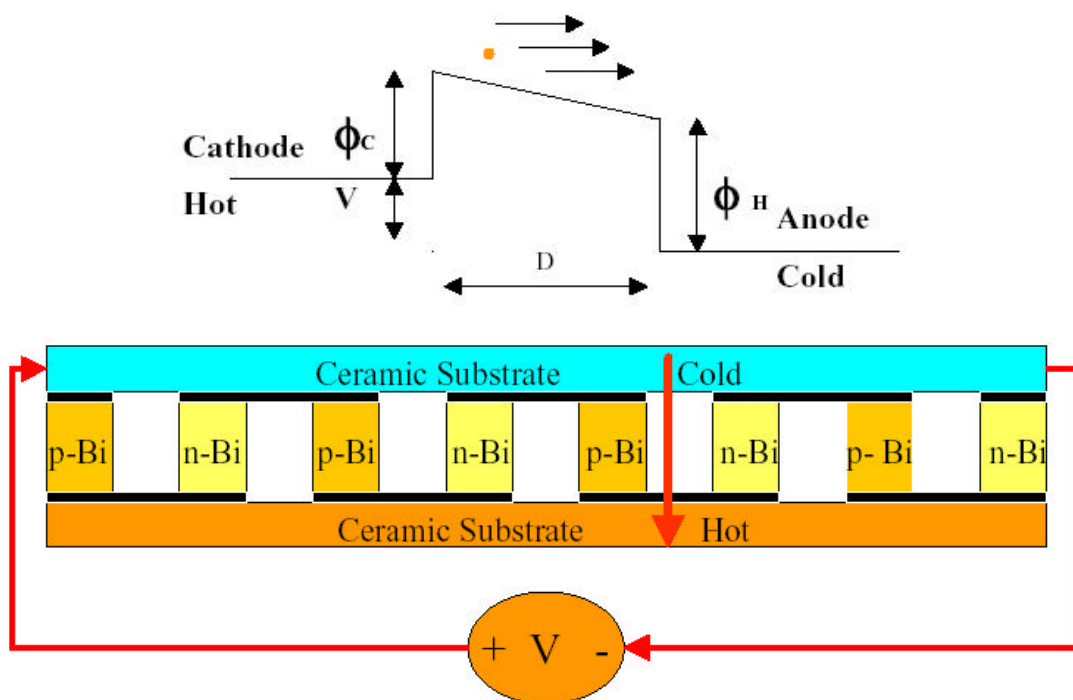 Cathode
ϕC
Hot
V
ϕ H
Anode
D
Cold
Ceramic Substrate Cold
p-Bi n-Bi p-Bi n-Bi p-Bi n-Bi p- Bi n-Bi
Ceramic Substrate Hot
+ V -